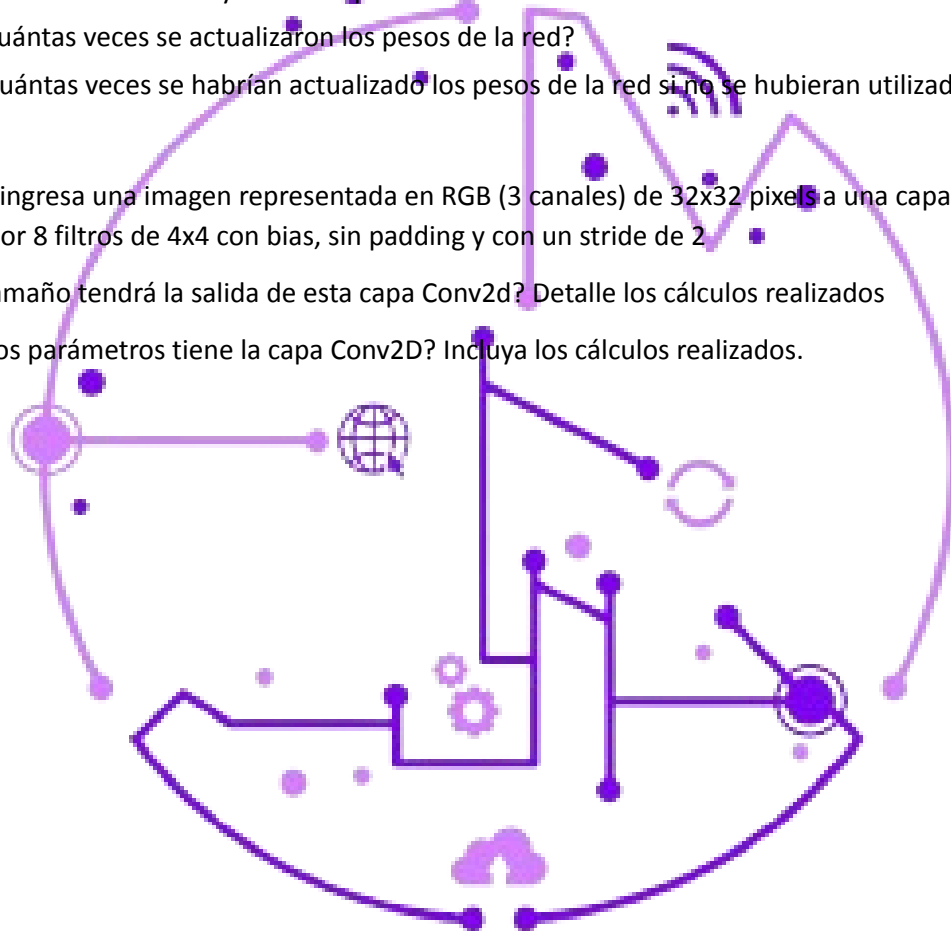 uántas veces se actualizaron los pesos de la red?
uántas veces se habrían actualizado los pesos de la red si no se hubieran utilizad
ingresa una imagen representada en RGB (3 canales) de 32x32 pixels a una capa
or 8 filtros de 4x4 con bias, sin padding y con un stride de 2
amaño tendrá la salida de esta capa Conv2d? Detalle los cálculos realizados
os parámetros tiene la capa Conv2D? Incluya los cálculos realizados.